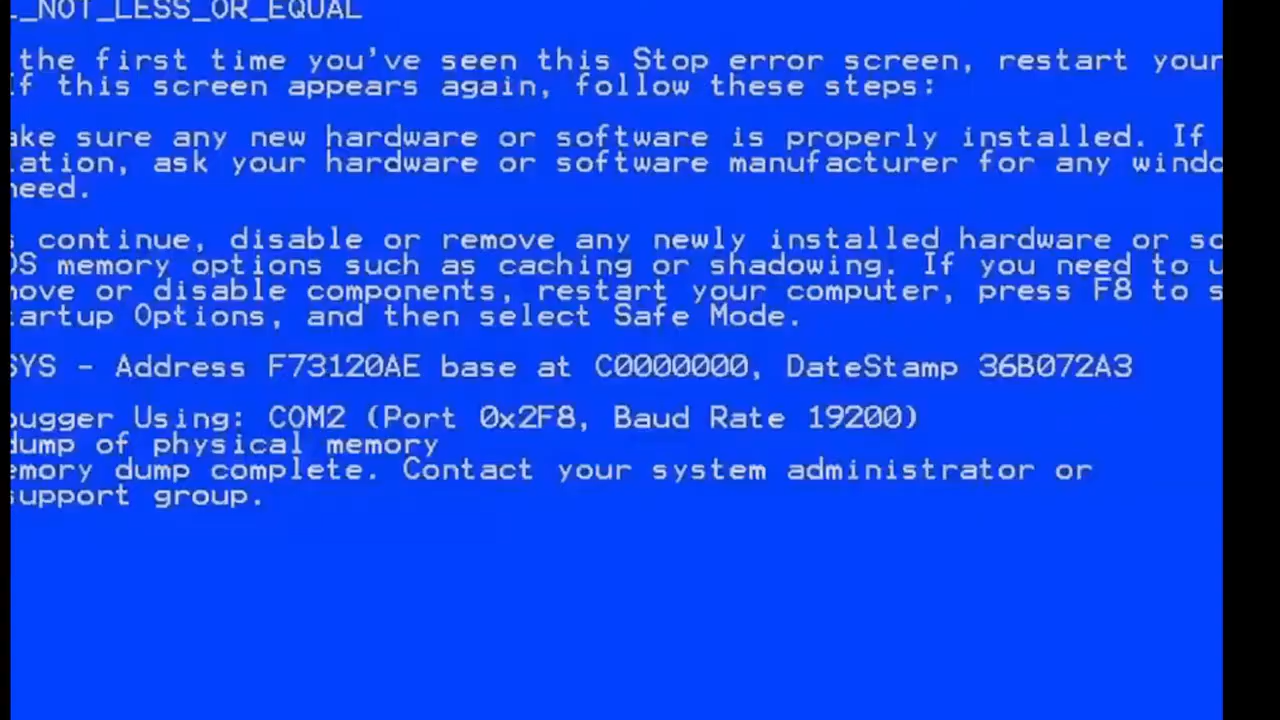 _NOT_LESS_OR_EQUAL
the first time you've seen this Stop error screen, restart your
if this screen appears again, follow these steps:
ake sure any new hardware or software is properly installed. If
ation, ask your hardware or software manufacturer for any windo
need.
s continue, disable or remove any newly installed hardware or so
OS memory options such as caching or shadowing. If you need to u
move or disable components, restart your computer, press F8 to s
artup Options, and then select Safe Mode.
SYS - Address F73120AE base at C0000000, DateStamp 36B072A3
bugger Using: COM2 (Port 0x2F8, Baud Rate 19200)
dump of physical memory
emory dump complete. Contact your system administrator or
support group.